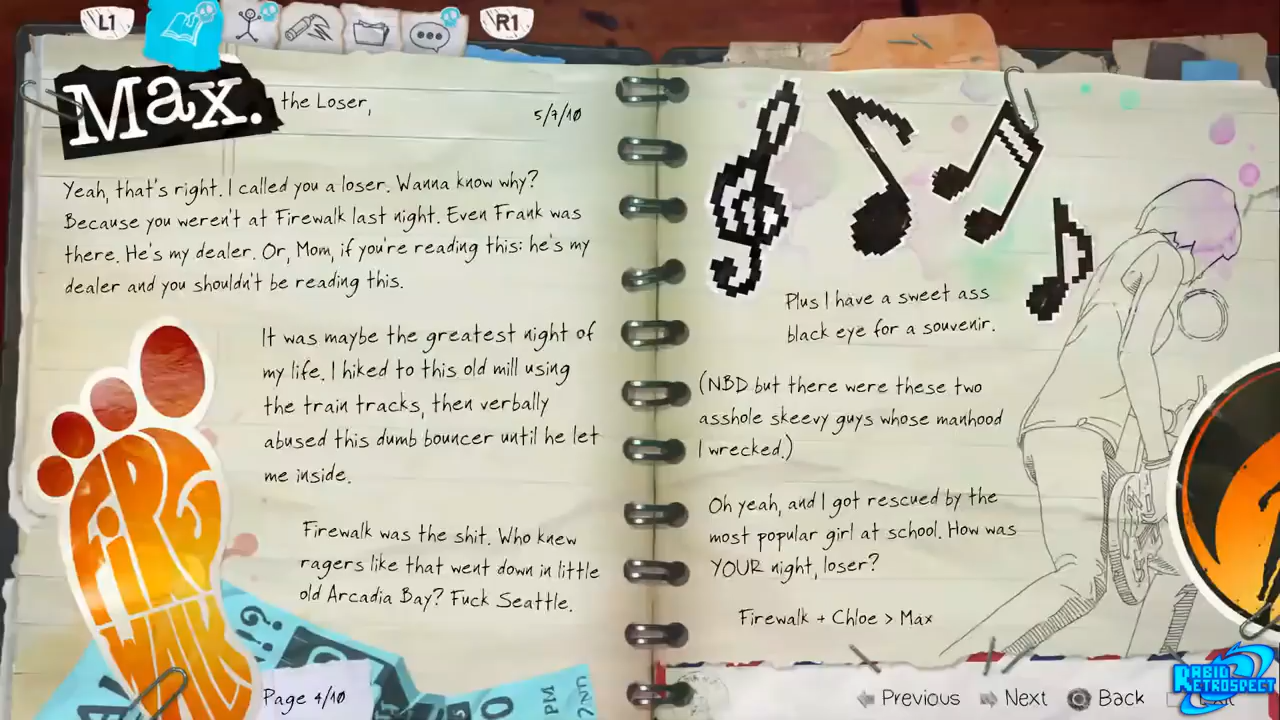 L1
R1
Max. the Loser,
5/7/10
Yeah, that's right. I called you a loser. Wanna know why?
Because you weren't at Firewalk last night. Even Frank was
there. He's my dealer. Or, Mom, if you're reading this: he's my
dealer and you shouldn't be reading this.
It was maybe the greatest night of
my life. I hiked to this old mill using
the train tracks, then verbally
abused this dumb bouncer until he let
me inside.
Firewalk was the shit. Who knew
ragers like that went down in little
old Arcadia Bay? Fuck Seattle.
FIRE
WALK
Page 4/10
PM
Plus I have a sweet ass
black eye for a souvenir.
(NBD but there were these two
asshole skeevy guys whose manhood
I wrecked.)
Oh yeah, and I got rescued by the
most popular girl at school. How was
YOUR night, loser?
Firewalk + Chloe > Max
Previous
Next
Back
RABID
RETROSPECT